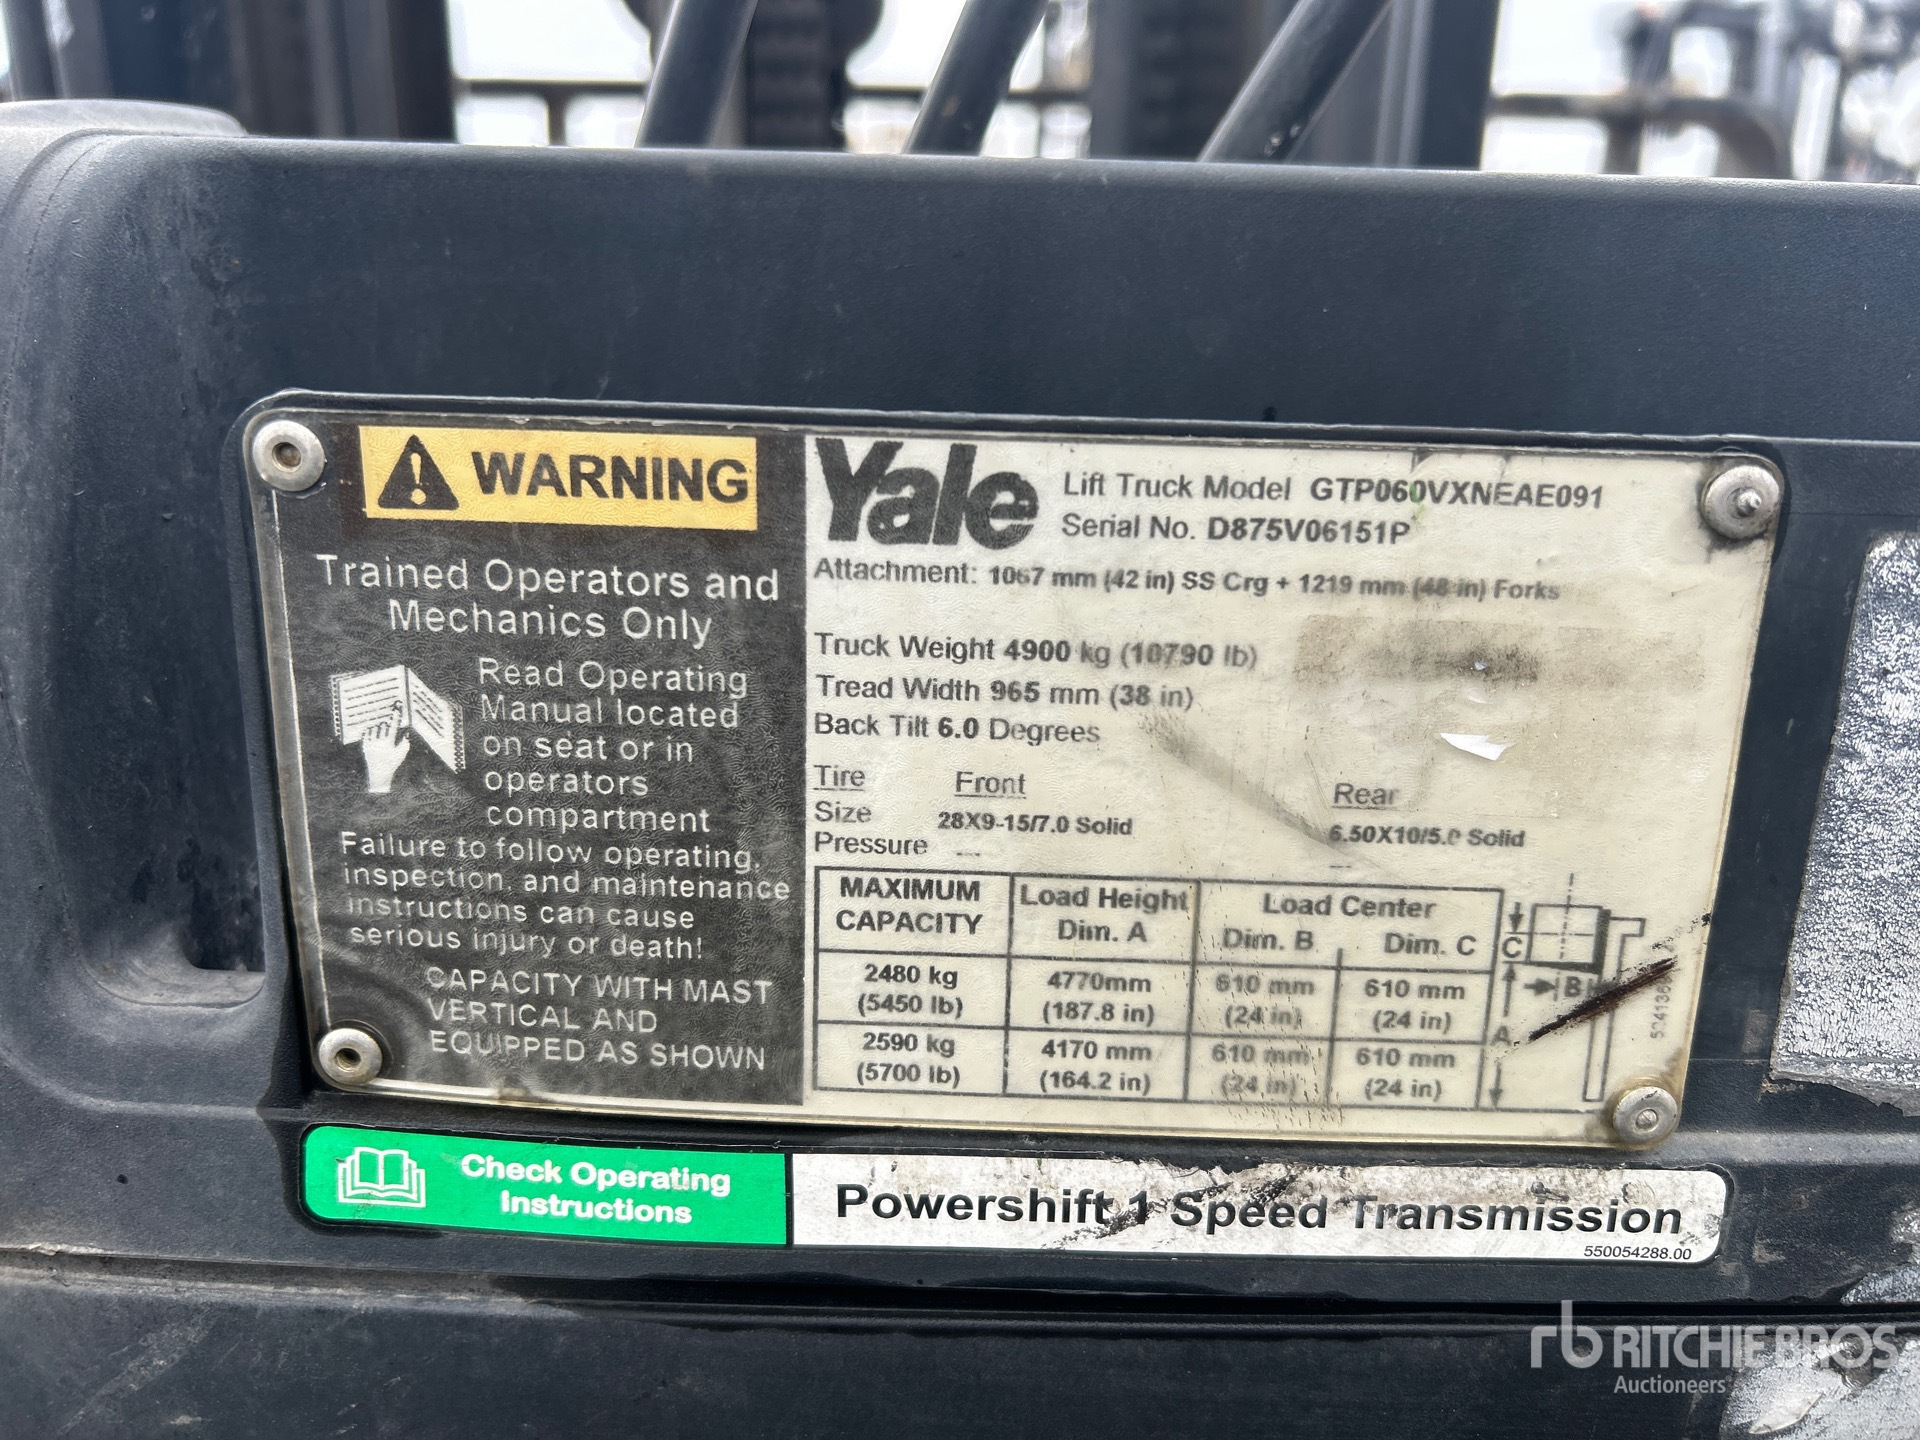 WARNING
Trained Operators and
Mechanics Only
Read Operating
Manual located
on seat or in
operators
compartment
Failure to follow operating,
inspection, and maintenance
instructions can cause
serious injury or death!
CAPACITY WITH MAST
VERTICAL AND
EQUIPPED AS SHOWN
Yale
Lift Truck Model GTP060VXNEAE091
Serial No. D875V06151P
Attachment: 1067 mm (42 in) SS Crg + 1219 mm (48 in) Forks
Truck Weight 4900 kg (10790 lb)
Tread Width 965 mm (38 in)
Back Tilt 6.0 Degrees
Tire Front Rear
Size 28X9-15/7.0 Solid 6.50X10/5.0 Solid
Pressure --- ---
MAXIMUM CAPACITY Load Height Dim. A Load Center Dim. B Dim. C
2480 kg 4770mm 610 mm 610 mm
(5450 lb) (187.8 in) (24 in) (24 in)
2590 kg 4170 mm 610 mm 610 mm
(5700 lb) (164.2 in) (24 in) (24 in)
C
B
A
Check Operating
Instructions
Powershift 1 Speed Transmission
550054288.00
rb RITCHIE BROS
Auctioneers